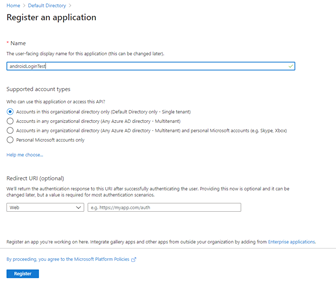 Home > Default Directory >
Register an application
* Name
The user-facing display name for this application (this can be changed later).
androidLoginTest
Supported account types
Who can use this application or access this API?
Accounts in this organizational directory only (Default Directory only - Single tenant)
Accounts in any organizational directory (Any Azure AD directory - Multitenant)
Accounts in any organizational directory (Any Azure AD directory - Multitenant) and personal Microsoft accounts (e.g. Skype, Xbox)
Personal Microsoft accounts only
Help me choose...
Redirect URI (optional)
We'll return the authentication response to this URI after successfully authenticating the user. Providing this now is optional and it can be
changed later, but a value is required for most authentication scenarios.
Web
e.g. https://myapp.com/auth
Register an app you're working on here. Integrate gallery apps and other apps from outside your organization by adding from Enterprise applications.
By proceeding, you agree to the Microsoft Platform Policies
Register